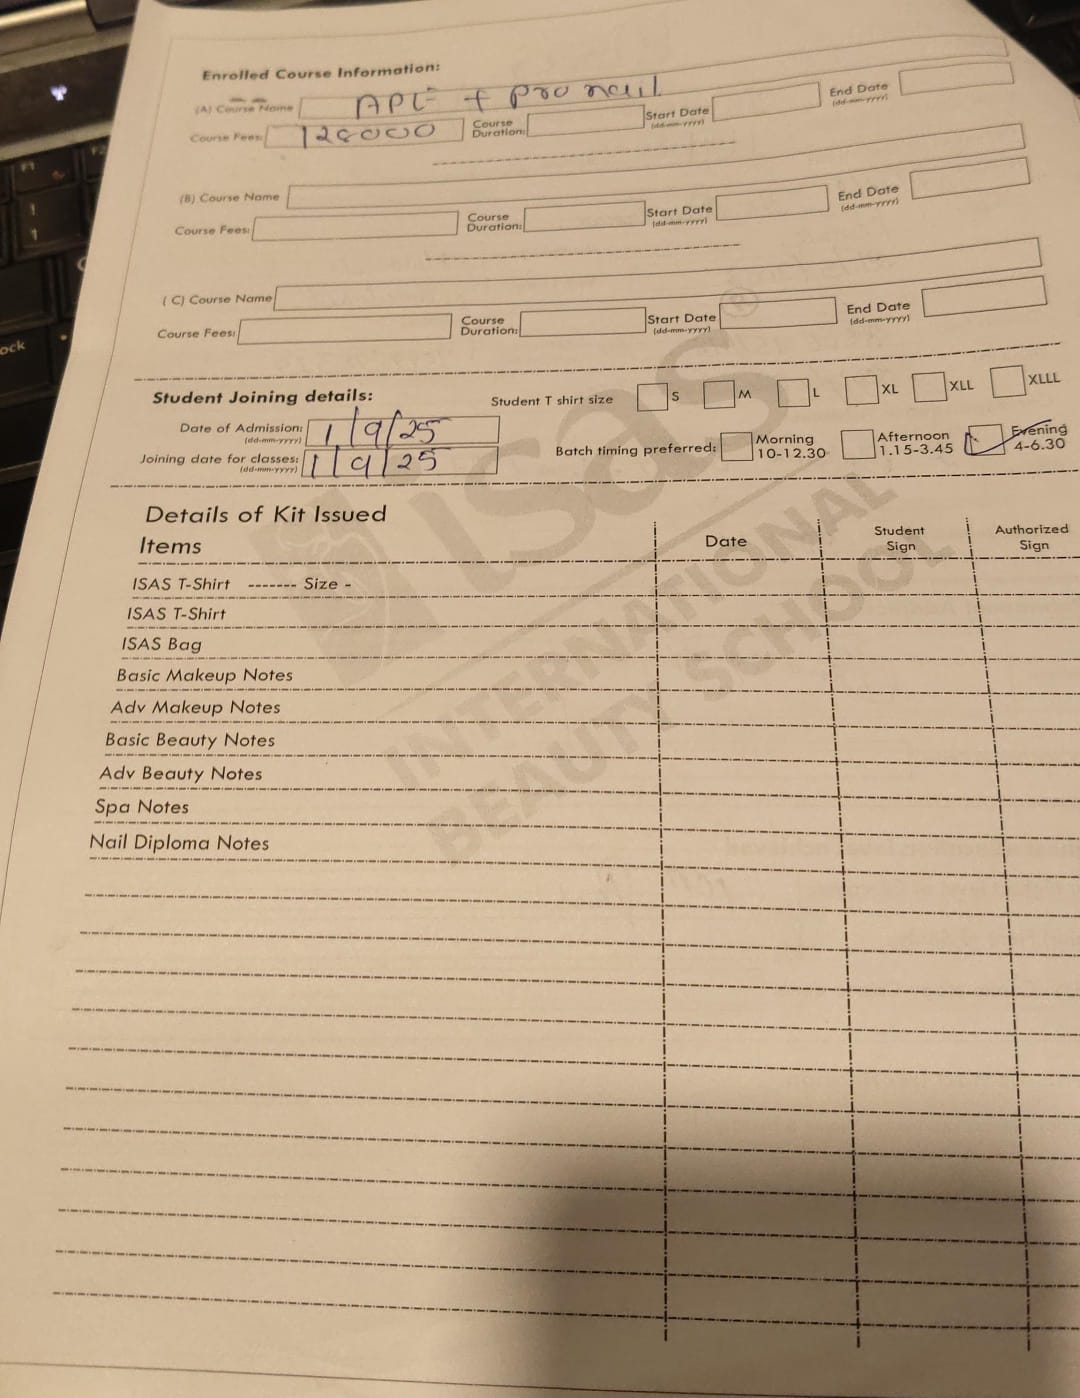 Enrolled Course Information:
(A) Course Name + pro nail
Course Fees: Course Duration: Start Date (dd-mm-yyyy) End Date (dd-mm-yyyy)
(B) Course Name
Course Fees: Course Duration: Start Date (dd-mm-yyyy) End Date (dd-mm-yyyy)
( C) Course Name
Course Fees: Course Duration: Start Date (dd-mm-yyyy) End Date (dd-mm-yyyy)
Student Joining details: Student T shirt size S M L XL XLL XLLL
Date of Admission: (dd-mm-yyyy) 1/9/25
Joining date for classes: (dd-mm-yyyy) 1/9/25 Batch timing preferred: Morning 10-12.30 Afternoon 1.15-3.45 Evening 4-6.30
Details of Kit Issued
Items Date Student Sign Authorized Sign
ISAS T-Shirt ------- Size -
ISAS T-Shirt
ISAS Bag
Basic Makeup Notes
Adv Makeup Notes
Basic Beauty Notes
Adv Beauty Notes
Spa Notes
Nail Diploma Notes
isas ®
INTERNATIONAL
BEAUTY SCHOOL